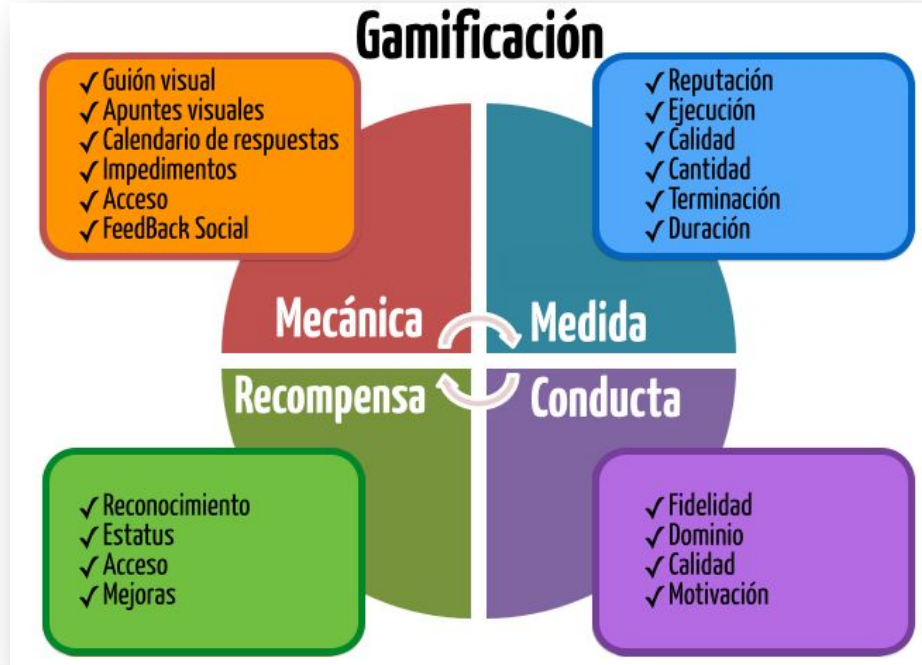 Gamificación
✓ Guión visual
✓ Apuntes visuales
✓ Calendario de respuestas
✓ Impedimentos
✓ Acceso
✓ FeedBack Social
✓ Reputación
✓ Ejecución
✓ Calidad
✓ Cantidad
✓ Terminación
✓ Duración
Mecánica
Medida
Recompensa
Conducta
✓ Reconocimiento
✓ Estatus
✓ Acceso
✓ Mejoras
✓ Fidelidad
✓ Dominio
✓ Calidad
✓ Motivación